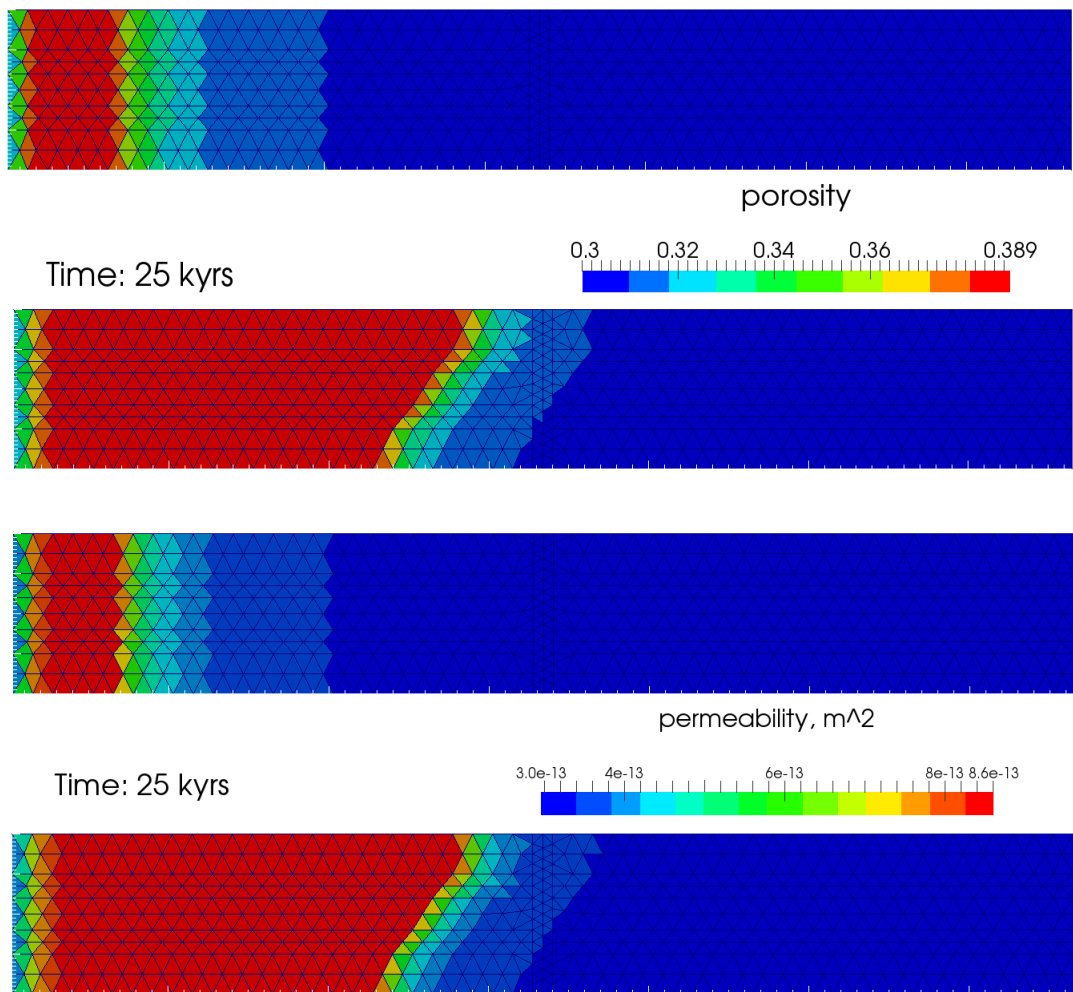 porosity
0.3 0.32 0.34 0.36 0.389
Time: 25 kyrs
permeability, m^2
3.0e-13 4e-13 6e-13 8e-13 8.6e-13
Time: 25 kyrs